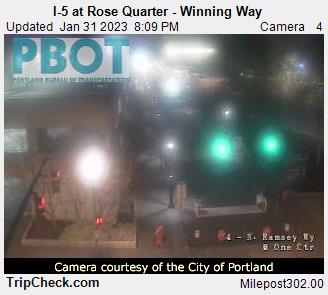 I-5 at Rose Quarter - Winning Way
Updated Jan 31 2023 8:09 PM Camera 4
PBOT
PORTLAND BUREAU OF TRANSPORTATION
4 - N. Ramsey Wy
@ One Ctr
Camera courtesy of the City of Portland
TripCheck.com Milepost302.00